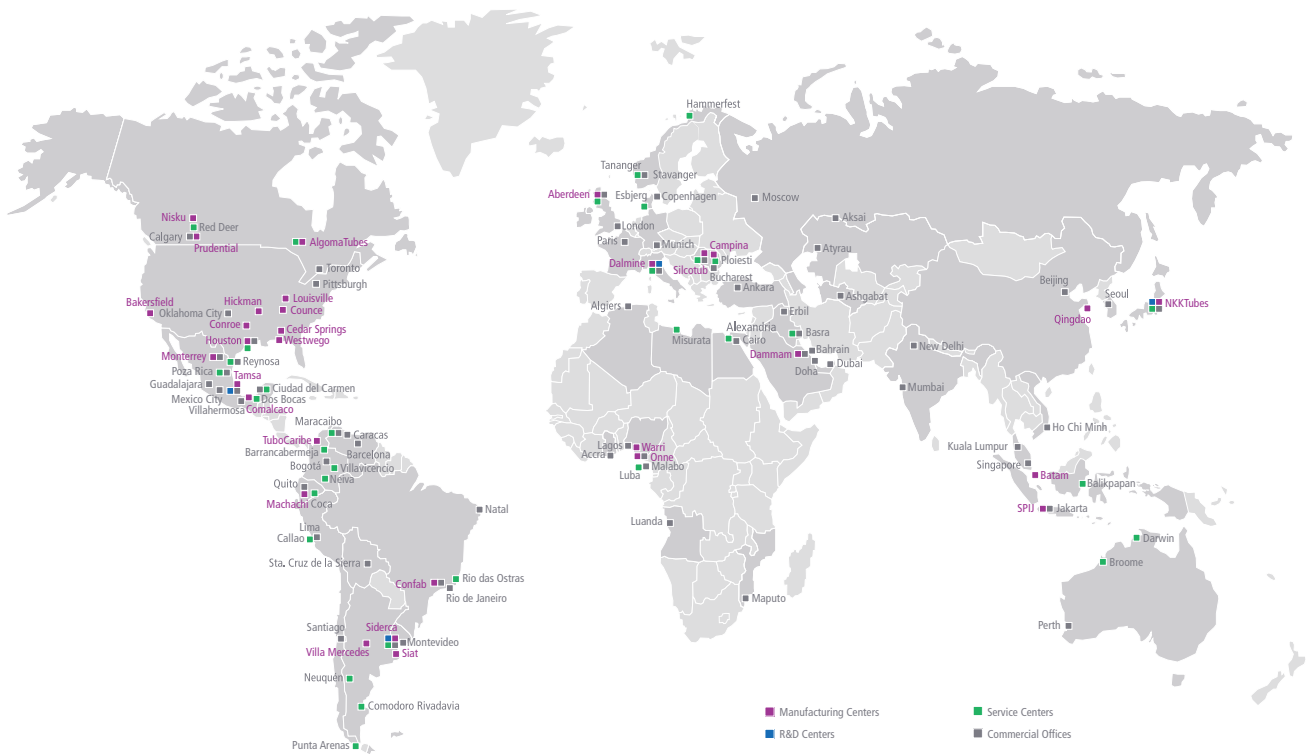 Hammerfest
Tananger
Stavanger
Aberdeen
Esbjerg
Copenhagen
Moscow
London
Paris
Munich
Campina
Dalmine
Silcotub
Ploiesti
Bucharest
Ankara
Aksai
Atyrau
Ashgabat
Nisku
Red Deer
Calgary
Prudential
AlgomaTubes
Toronto
Pittsburgh
Bakersfield
Hickman
Louisville
Oklahoma City
Counce
Conroe
Cedar Springs
Houston
Westwego
Monterrey
Reynosa
Poza Rica
Tamsa
Guadalajara
Ciudad del Carmen
Mexico City
Dos Bocas
Villahermosa
Comalcaco
Maracaibo
Caracas
TuboCaribe
Barrancabermeja
Barcelona
Bogotá
Villavicencio
Neiva
Quito
Machachi
Coca
Lima
Callao
Natal
Sta. Cruz de la Sierra
Confab
Rio das Ostras
Rio de Janeiro
Santiago
Siderca
Montevideo
Villa Mercedes
Siat
Neuquén
Comodoro Rivadavia
Punta Arenas
Algiers
Misurata
Alexandria
Cairo
Erbil
Basra
Dammam
Bahrain
Doha
Dubai
Lagos
Warri
Accra
Onne
Luba
Malabo
Luanda
Maputo
New Delhi
Mumbai
Beijing
Seoul
Qingdao
NKKTubes
Ho Chi Minh
Kuala Lumpur
Singapore
Batam
Balikpapan
SPIJ
Jakarta
Darwin
Broome
Perth
Manufacturing Centers
Service Centers
R&D Centers
Commercial Offices